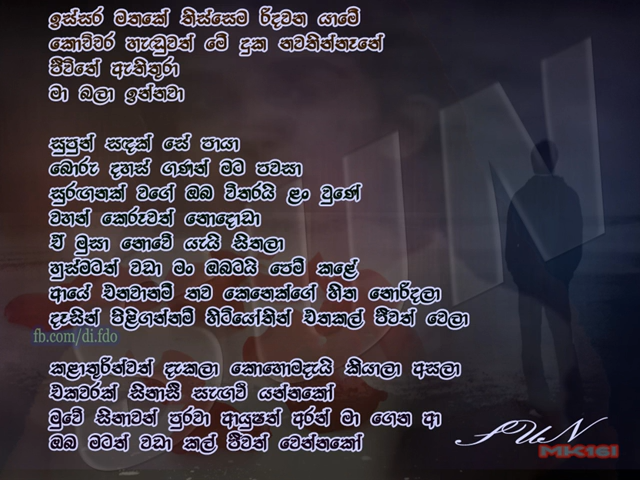 ඉස්සර මතකේ තිස්සෙම රිදවන යාමේ
කොච්චර හැඬුවත් මේ දුක නවතින්නැනේ
ජීවිතේ ඇතිතුරා
මා බලා ඉන්නවා
සුපුන් සඳක් සේ පායා
බොරු දහස් ගණන් මට පවසා
සුරඟනක් වගේ ඔබ විතරයි ළං වුණේ
වහන් කෙරුවත් නොදොඩා
ඒ මුසා නොවේ යැයි සිතලා
හුස්මටත් වඩා මං ඔබටයි පෙම් කළේ
ආයේ එනවානම් තව කෙනෙක්ගේ හිත නොරිදලා
දෑසින් පිළිගන්නම් හිටියෝතින් එතකල් ජීවත් වෙලා
fb.com/di.fdo
කළාතුරින්වත් දැකලා කොහොමදැයි කියාලා අසලා
එකවරක් සිනාසී සැඟවී යන්නකෝ
මුවේ සිනාවන් පුරවා ආයුෂත් අරන් මා ගෙන ආ
ඔබ මටත් වඩා කල් ජීවත් වෙන්නකෝ
UIN
SUN
MK161